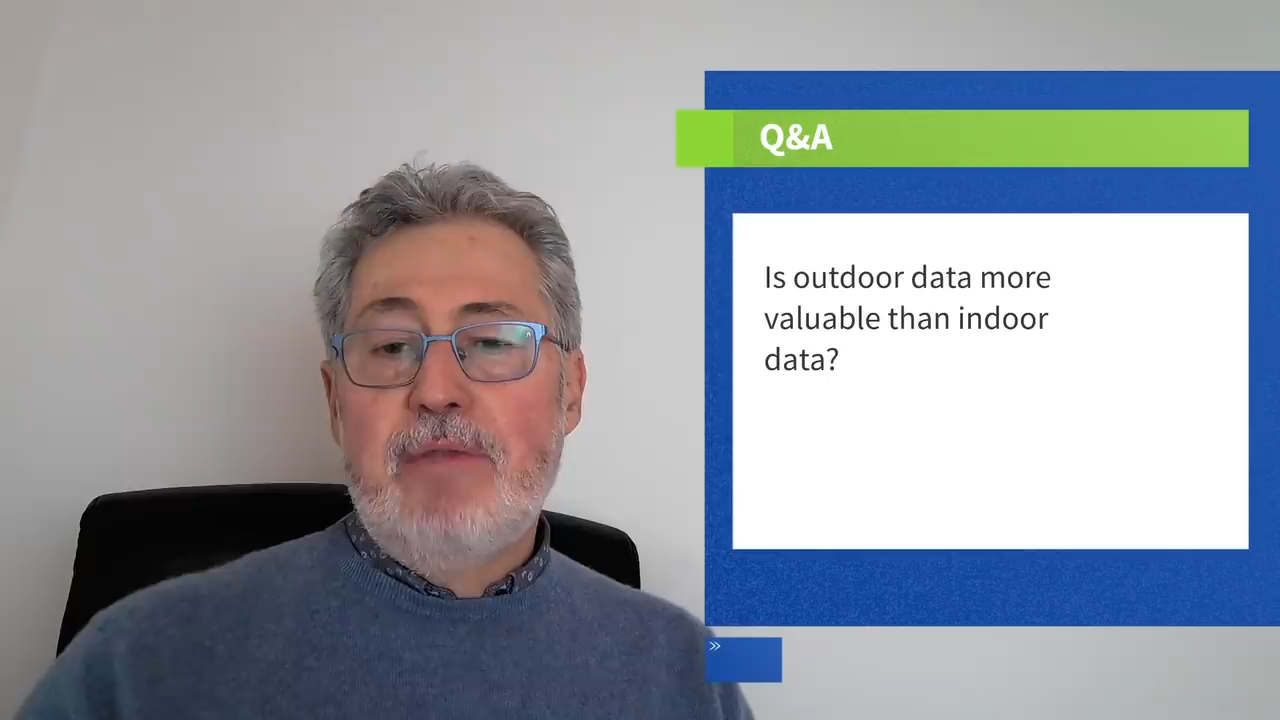 Q&A
Is outdoor data more
valuable than indoor
data?
»